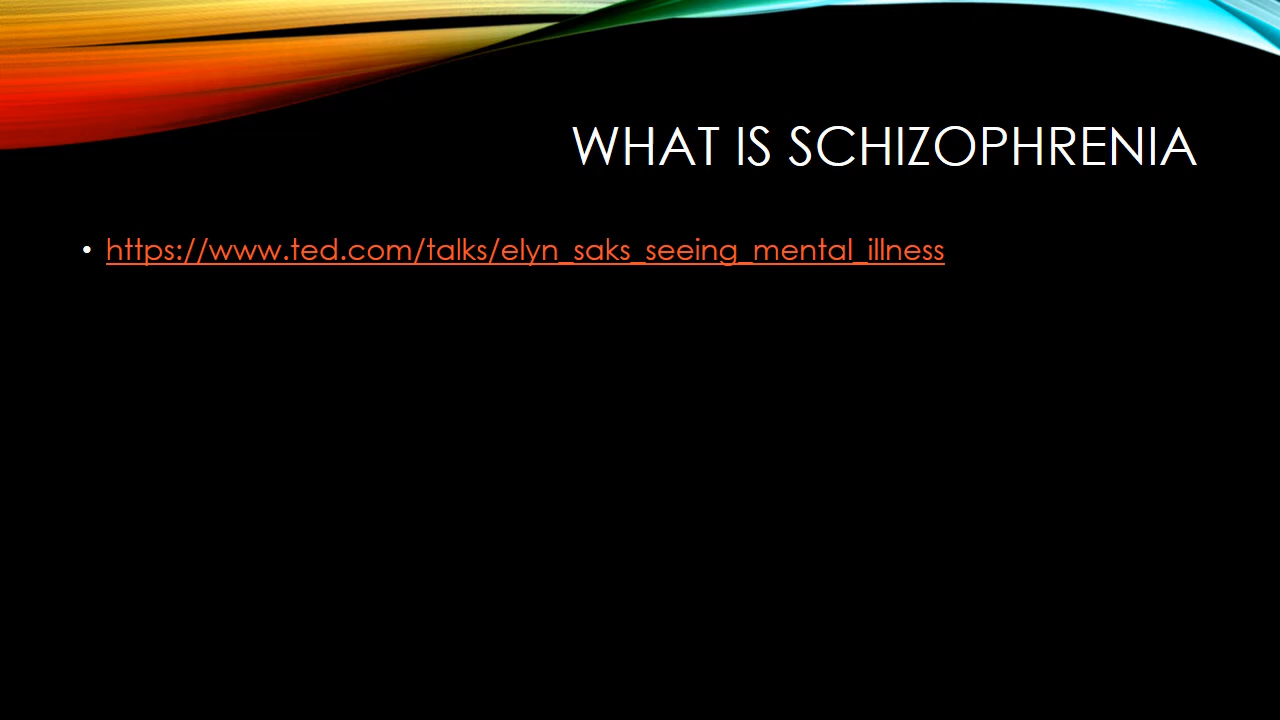 WHAT IS SCHIZOPHRENIA
• https://www.ted.com/talks/elyn_saks_seeing_mental_illness